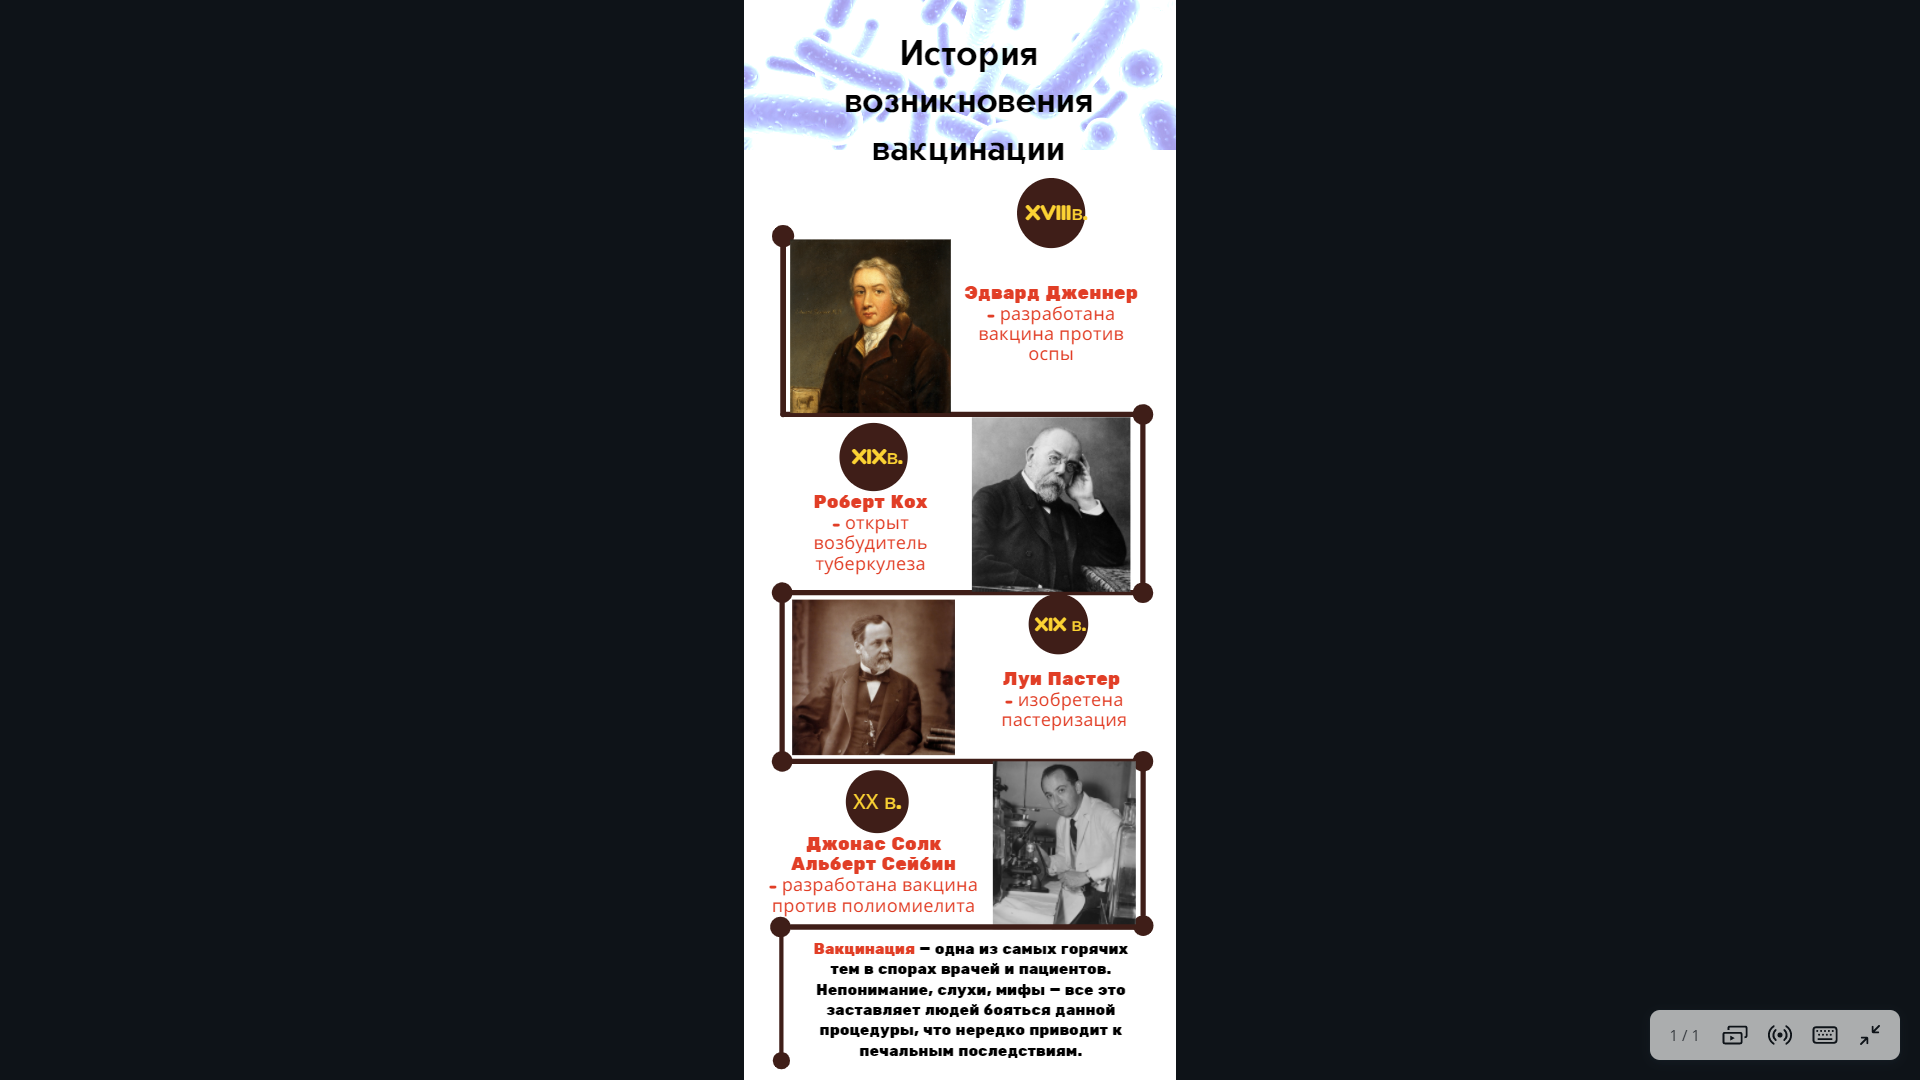 История
возникновения
вакцинации
XVIIIв.
Эдвард Дженнер
- разработана
вакцина против
оспы
XIXв.
Роберт Кох
- открыт
возбудитель
туберкулеза
XIX в.
Луи Пастер
- изобретена
пастеризация
XX в.
Джонас Солк
Альберт Сейбин
- разработана вакцина
против полиомиелита
Вакцинация – одна из самых горячих
тем в спорах врачей и пациентов.
Непонимание, слухи, мифы – все это
заставляет людей бояться данной
процедуры, что нередко приводит к
печальным последствиям.
1 / 1